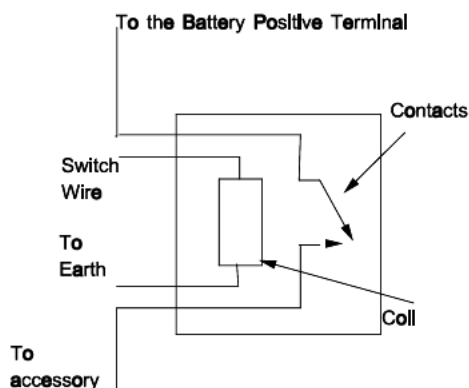 To the Battery Positive Terminal
Contacts
Switch
Wire
To
Earth
Coil
To
accessory